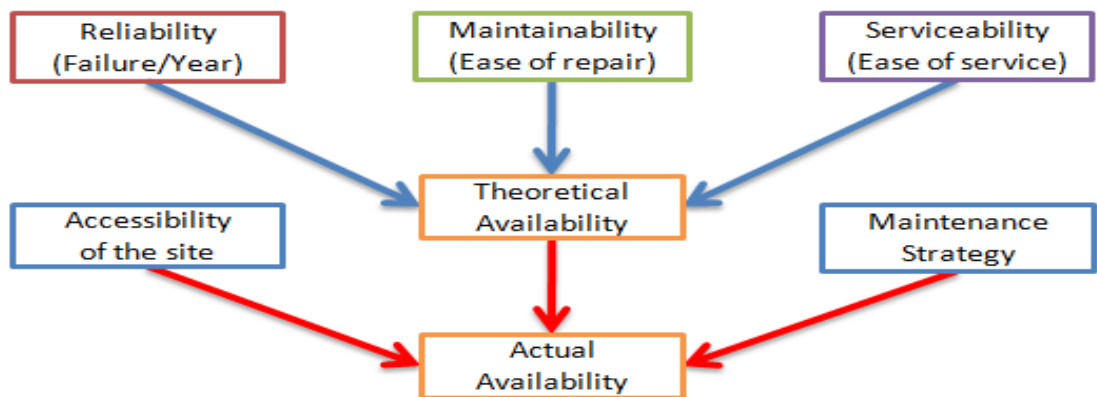 Reliability
(Failure/Year)
Maintainability
(Ease of repair)
Serviceability
(Ease of service)
Theoretical
Availability
Accessibility
of the site
Maintenance
Strategy
Actual
Availability